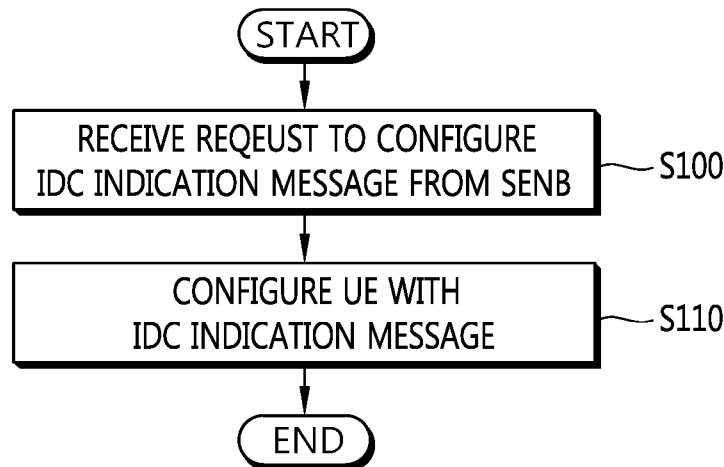 START
RECEIVE REQEUST TO CONFIGURE
IDC INDICATION MESSAGE FROM SENB
S100
CONFIGURE UE WITH
IDC INDICATION MESSAGE
S110
END